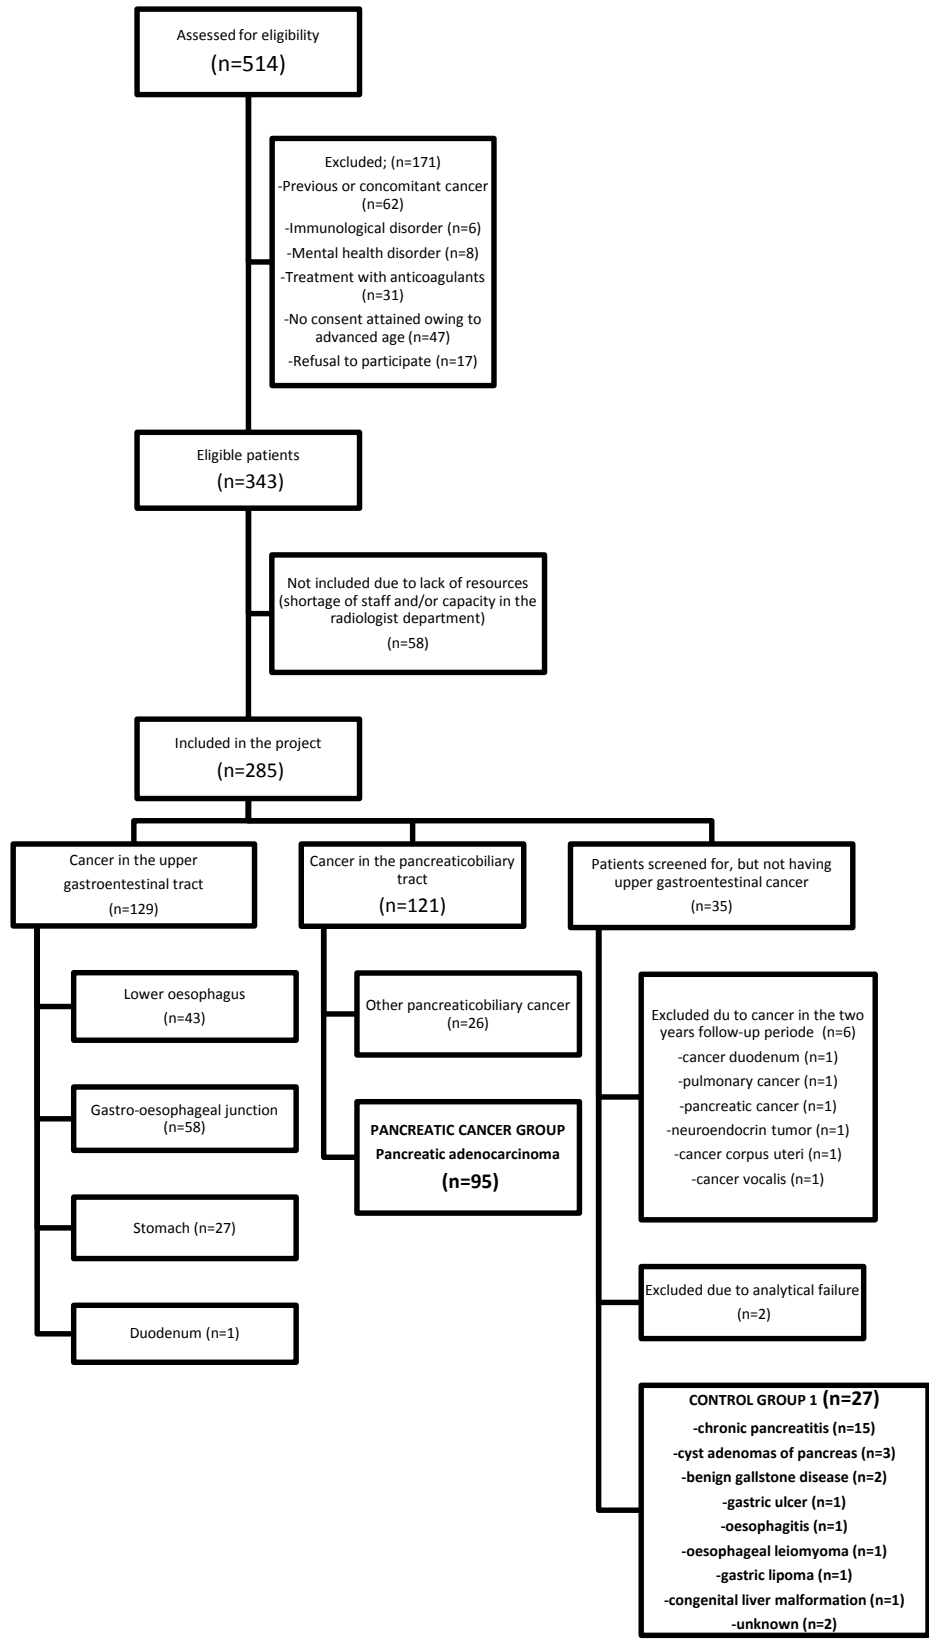 Assessed for eligibility
(n=514)
Excluded; (n=171)
-Previous or concomitant cancer
(n=62)
-Immunological disorder (n=6)
-Mental health disorder (n=8)
-Treatment with anticoagulants
(n=31)
-No consent attained owing to
advanced age (n=47)
-Refusal to participate (n=17)
Eligible patients
(n=343)
Not included due to lack of resources
(shortage of staff and/or capacity in the
radiologist department)
(n=58)
Included in the project
(n=285)
Cancer in the upper
gastroentestinal tract
(n=129)
Lower oesophagus
(n=43)
Gastro-oesophageal junction
(n=58)
Stomach (n=27)
Duodenum (n=1)
Cancer in the pancreaticobiliary
tract
(n=121)
Other pancreaticobiliary cancer
(n=26)
PANCREATIC CANCER GROUP
Pancreatic adenocarcinoma
(n=95)
Patients screened for, but not having
upper gastroentestinal cancer
(n=35)
Excluded du to cancer in the two
years follow-up periode (n=6)
-cancer duodenum (n=1)
-pulmonary cancer (n=1)
-pancreatic cancer (n=1)
-neuroendocrin tumor (n=1)
-cancer corpus uteri (n=1)
-cancer vocalis (n=1)
Excluded due to analytical failure
(n=2)
CONTROL GROUP 1 (n=27)
-chronic pancreatitis (n=15)
-cyst adenomas of pancreas (n=3)
-benign gallstone disease (n=2)
-gastric ulcer (n=1)
-oesophagitis (n=1)
-oesophageal leiomyoma (n=1)
-gastric lipoma (n=1)
-congenital liver malformation (n=1)
-unknown (n=2)